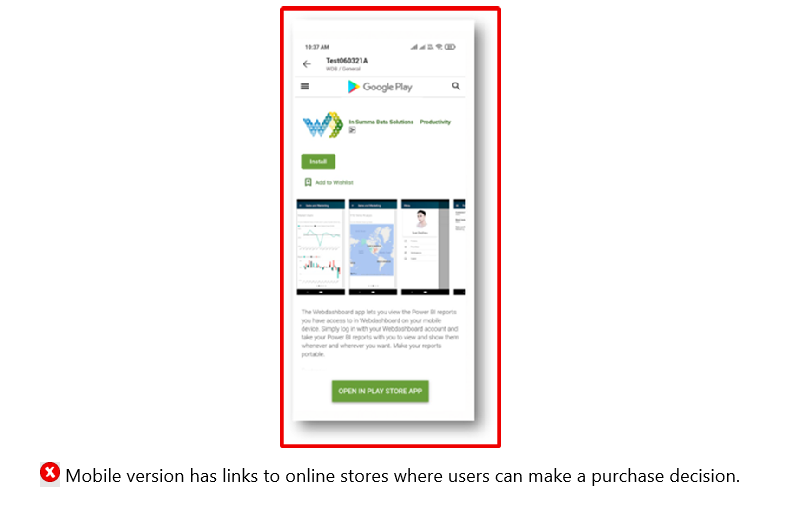 10:37 AM
Test060321A
WDB / General
Google Play
In Summa Data Solutions Productivity
Install
Add to Wishlist
The Webdashboard app lets you view the Power BI reports
you have access to in Webdashboard on your mobile
device. Simply log in with your Webdashboard account and
take your Power BI reports with you to view and show them
whenever and wherever you want. Make your reports
portable.
OPEN IN PLAY STORE APP
Mobile version has links to online stores where users can make a purchase decision.